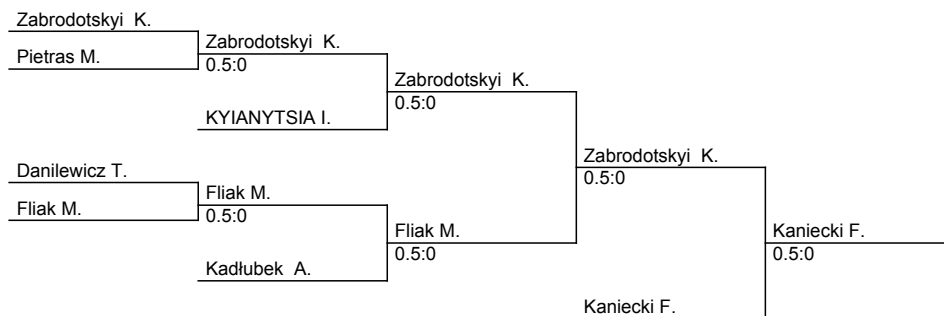 Zabrodotskyi  K.
Pietras M.
Zabrodotskyi  K.
0.5:0
KYIANYTSIA I.
Zabrodotskyi  K.
0.5:0
Danilewicz T.
Fliak M.
Fliak M.
0.5:0
Kadłubek  A.
Fliak M.
0.5:0
Zabrodotskyi  K.
0.5:0
Kaniecki F.
Kaniecki F.
0.5:0